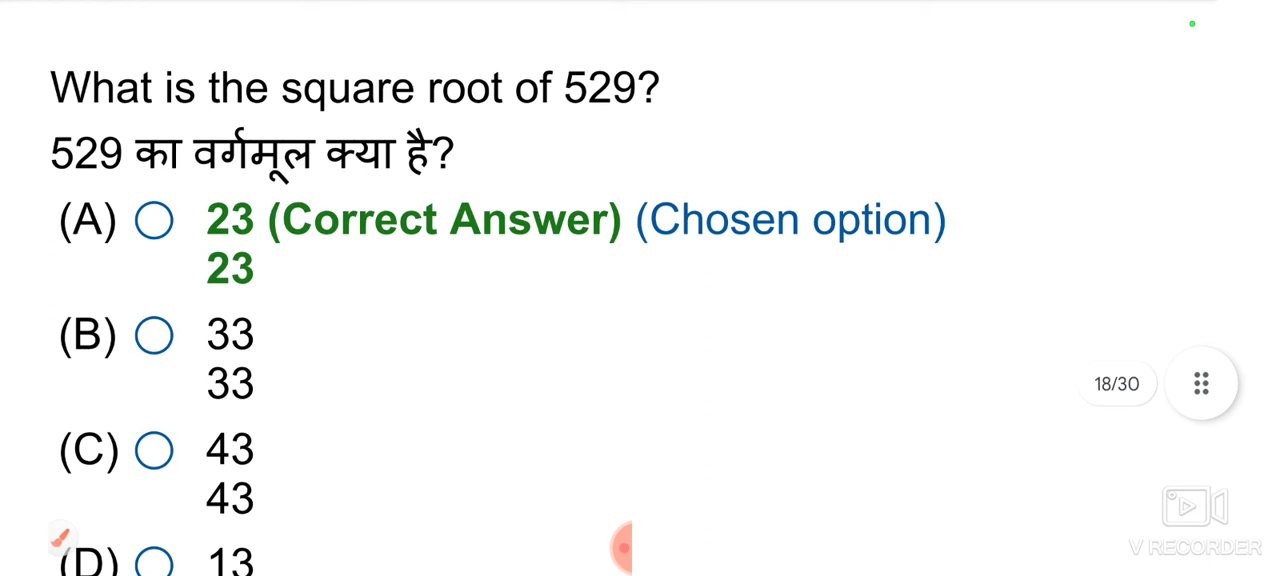 What is the square root of 529?
529 का वर्गमूल क्या है?
(A) 23 (Correct Answer) (Chosen option)
23
(B) 33
33
(C) 43
43
(D) 13
18/30
V RECORDER